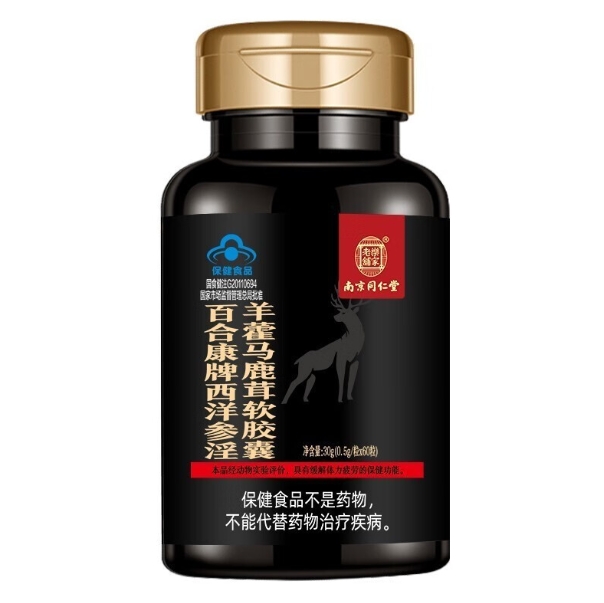 保健食品
国食健注G20110694
国家市场监督管理总局批准
樂家
老舖
®
南京同仁堂
百合康牌西洋参淫
羊藿马鹿茸软胶囊
净含量:30g(0.5g/粒x60粒)
本品经动物实验评价，具有缓解体力疲劳的保健功能。
保健食品不是药物，
不能代替药物治疗疾病。